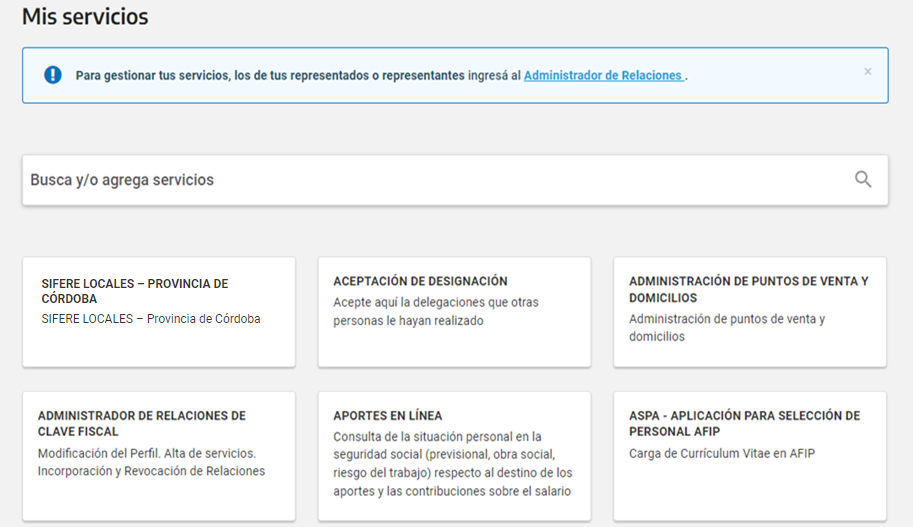 Mis servicios
Para gestionar tus servicios, los de tus representados o representantes ingresá al Administrador de Relaciones .
×
Busca y/o agrega servicios
SIFERE LOCALES – PROVINCIA DE
CÓRDOBA
SIFERE LOCALES – Provincia de Córdoba
ACEPTACIÓN DE DESIGNACIÓN
Acepte aquí la delegaciones que otras
personas le hayan realizado
ADMINISTRACIÓN DE PUNTOS DE VENTA Y
DOMICILIOS
Administración de puntos de venta y
domicilios
ADMINISTRADOR DE RELACIONES DE
CLAVE FISCAL
Modificación del Perfil. Alta de servicios.
Incorporación y Revocación de Relaciones
APORTES EN LÍNEA
Consulta de la situación personal en la
seguridad social (previsional, obra social,
riesgo del trabajo) respecto al destino de los
aportes y las contribuciones sobre el salario
ASPA - APLICACIÓN PARA SELECCIÓN DE
PERSONAL AFIP
Carga de Currículum Vitae en AFIP